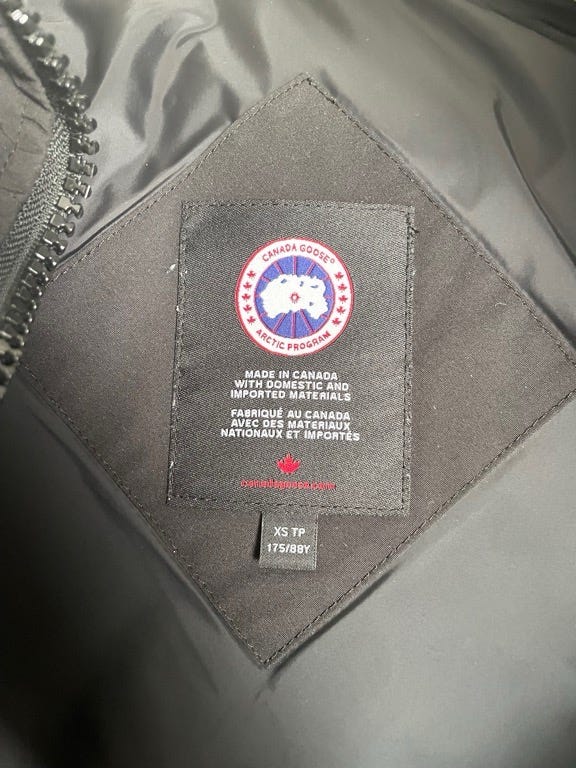 CANADA GOOSE®
ARCTIC PROGRAM
MADE IN CANADA
WITH DOMESTIC AND
IMPORTED MATERIALS
FABRIQUÉ AU CANADA
AVEC DES MATERIAUX
NATIONAUX ET IMPORTÉS
XS TP
175/88Y